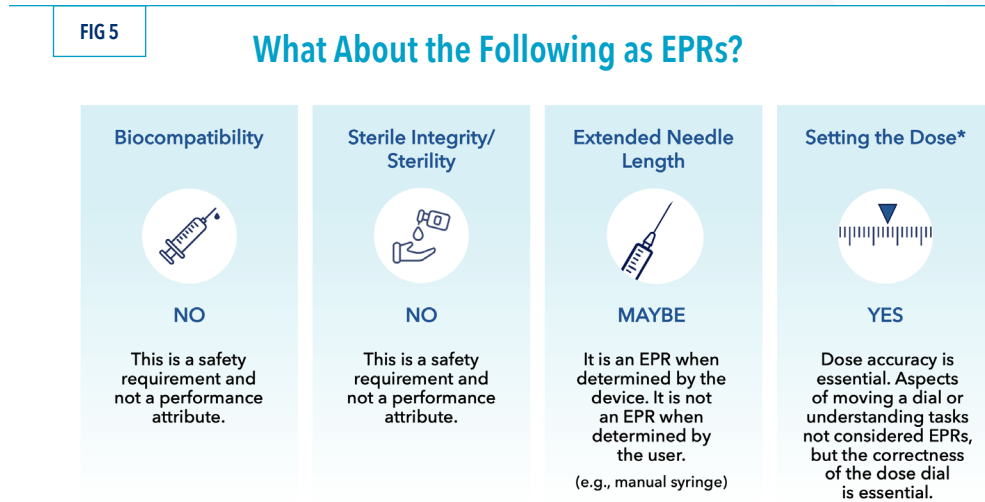 FIG 5
What About the Following as EPRs?
Biocompatibility
NO
This is a safety
requirement and
not a performance
attribute.
Sterile Integrity/
Sterility
NO
This is a safety
requirement and
not a performance
attribute.
Extended Needle
Length
MAYBE
It is an EPR when
determined by the
device. It is not
an EPR when
determined by
the user.
(e.g., manual syringe)
Setting the Dose*
YES
Dose accuracy is
essential. Aspects
of moving a dial or
understanding tasks
not considered EPRs,
but the correctness
of the dose dial
is essential.